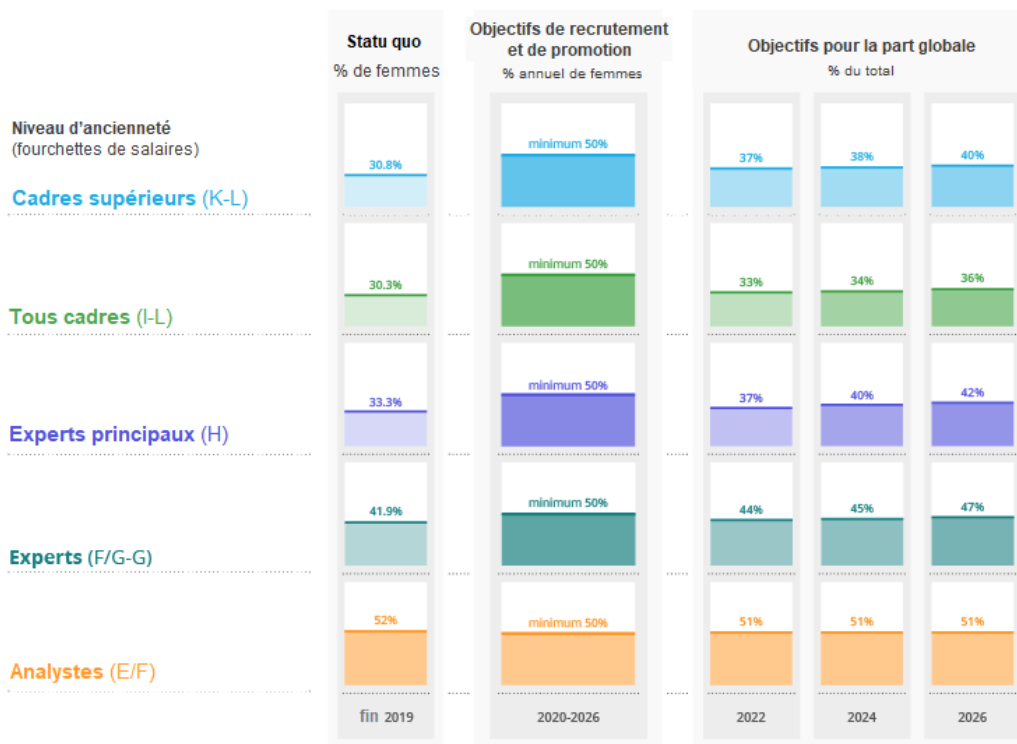 Statu quo
% de femmes
Objectifs de recrutement
et de promotion
% annuel de femmes
Objectifs pour la part globale
% du total
Niveau d'ancienneté
(fourchettes de salaires)
Cadres supérieurs (K-L)
30.8%
minimum 50%
37%
38%
40%
Tous cadres (I-L)
30.3%
minimum 50%
33%
34%
36%
Experts principaux (H)
33.3%
minimum 50%
37%
40%
42%
Experts (F/G-G)
41.9%
minimum 50%
44%
45%
47%
Analystes (E/F)
52%
minimum 50%
51%
51%
51%
fin 2019
2020-2026
2022
2024
2026